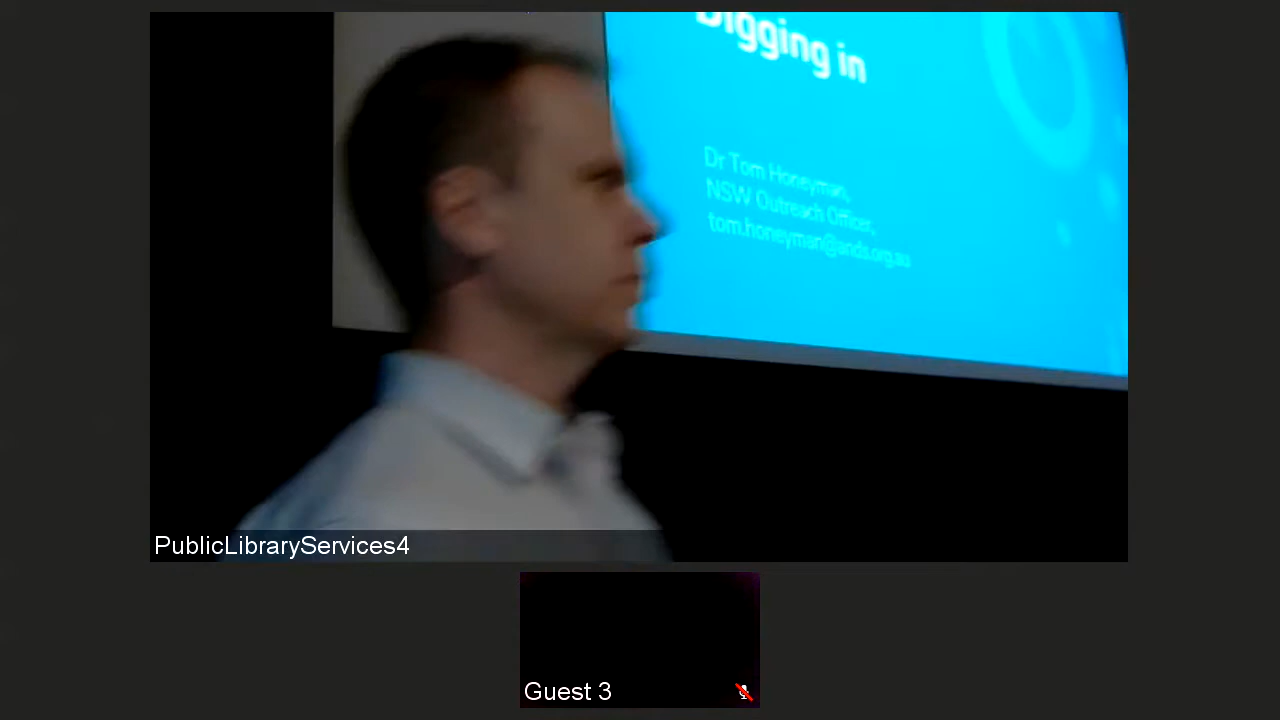 Digging in
Dr Tom Honeyman,
NSW Outreach Officer,
tom.honeyman@ands.org.au
PublicLibraryServices4
Guest 3